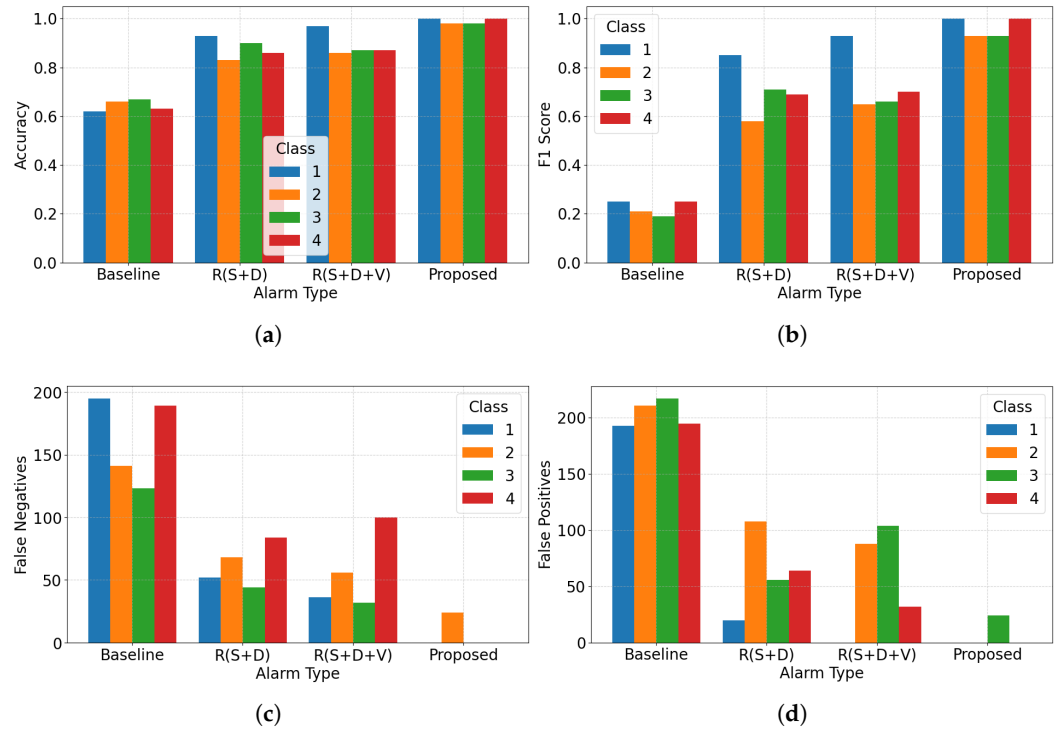 1.0
0.8
0.6
0.4
0.2
0.0
Accuracy
Class
1
2
3
4
Baseline
R(S+D)
R(S+D+V)
Proposed
Alarm Type
(a)
1.0
0.8
0.6
0.4
0.2
0.0
F1 Score
Class
1
2
3
4
Baseline
R(S+D)
R(S+D+V)
Proposed
Alarm Type
(b)
200
150
100
50
0
False Negatives
Class
1
2
3
4
Baseline
R(S+D)
R(S+D+V)
Proposed
Alarm Type
(c)
200
150
100
50
0
False Positives
Class
1
2
3
4
Baseline
R(S+D)
R(S+D+V)
Proposed
Alarm Type
(d)